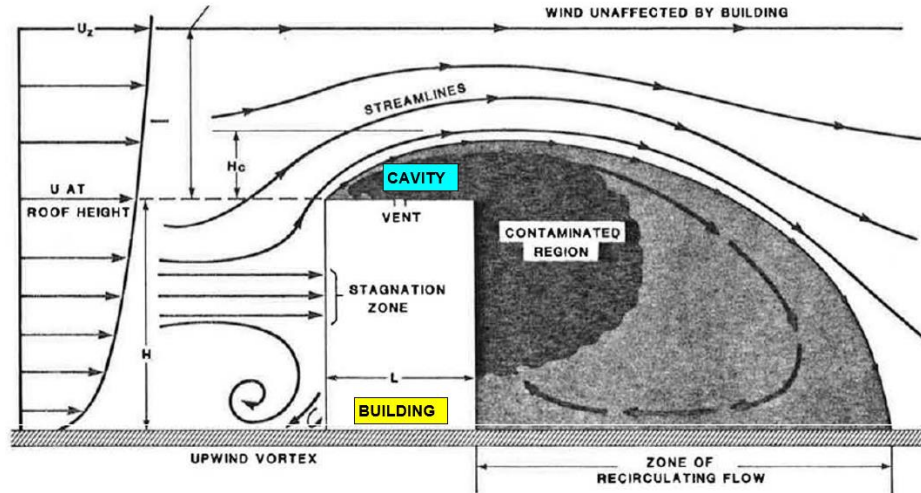 WIND UNAFFECTED BY BUILDING
Uz
STREAMLINES
Hc
CAVITY
U AT
ROOF HEIGHT
VENT
CONTAMINATED
REGION
STAGNATION
ZONE
H
L
BUILDING
UPWIND VORTEX
ZONE OF
RECIRCULATING FLOW